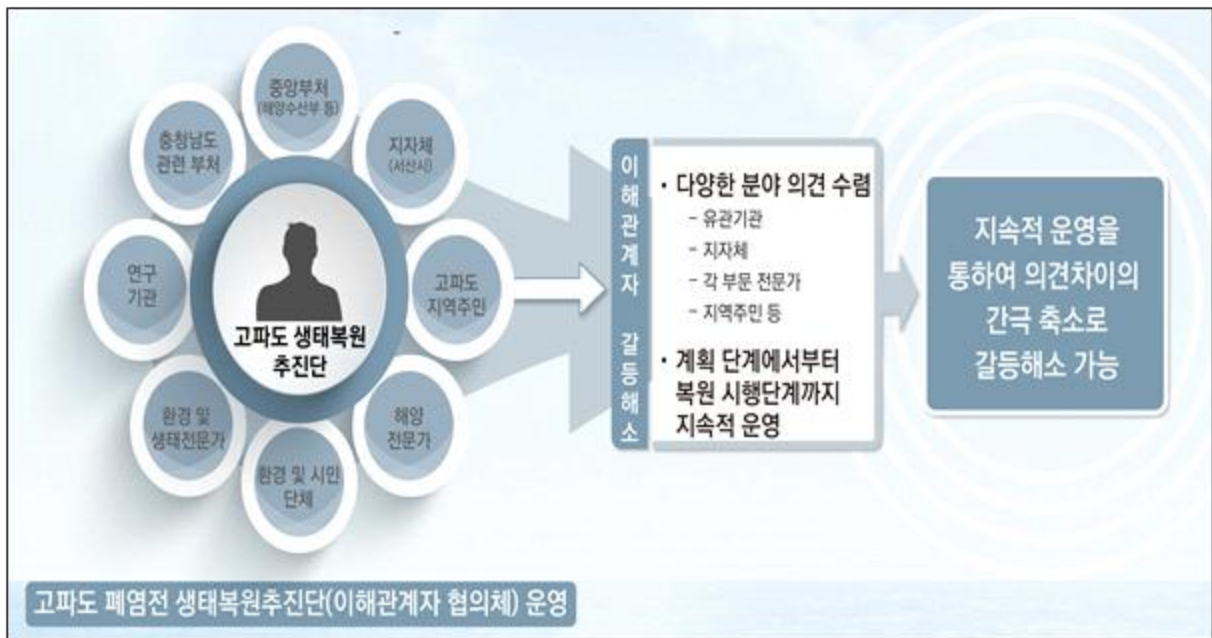 중앙부처
(해양수산부 등)
지자체
(서산시)
고파도
지역주민
해양
전문가
환경 및 시민
단체
환경 및
생태전문가
연구
기관
충청남도
관련 부처
고파도 생태복원
추진단
이해관계자 갈등해소
· 다양한 분야 의견 수렴
- 유관기관
- 지자체
- 각 부문 전문가
- 지역주민 등
· 계획 단계에서부터
복원 시행단계까지
지속적 운영
지속적 운영을
통하여 의견차이의
간극 축소로
갈등해소 가능
고파도 폐염전 생태복원추진단(이해관계자 협의체) 운영